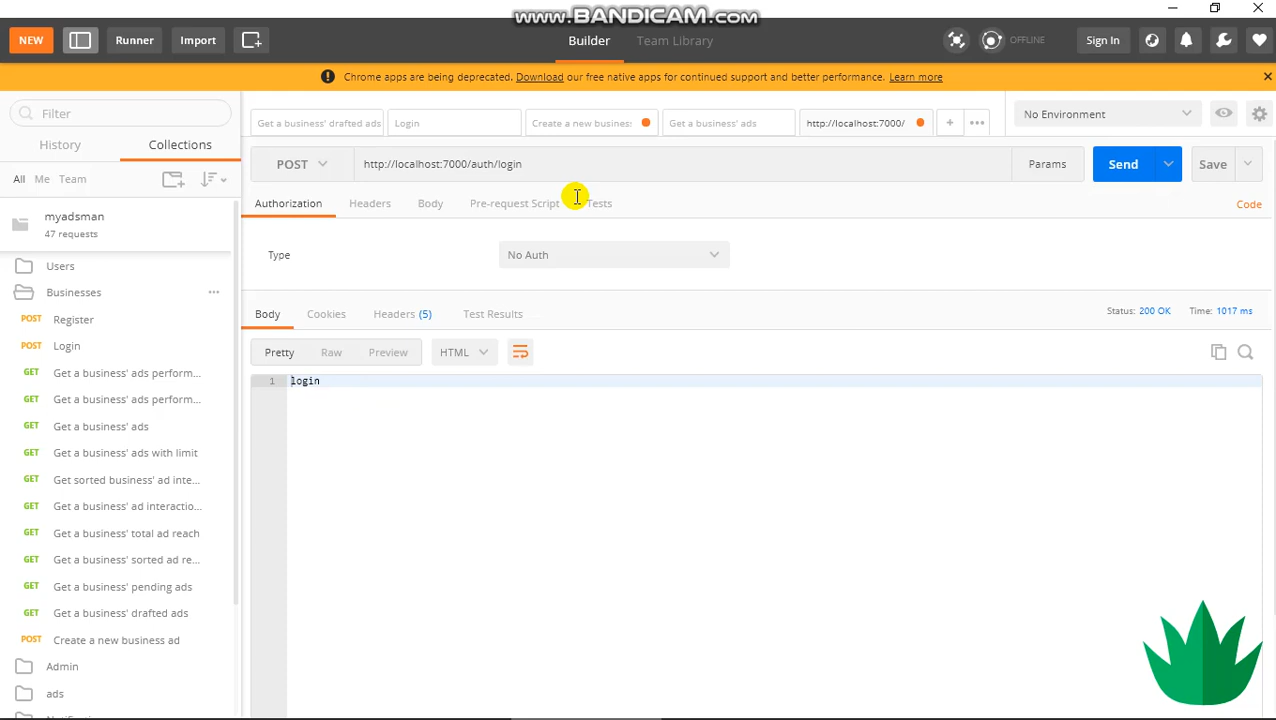 www.BANDICAM.com
NEW
Runner
Import
Builder
Team Library
OFFLINE
Sign In
Chrome apps are being deprecated. Download our free native apps for continued support and better performance. Learn more
Filter
History
Collections
All Me Team
myadsman
47 requests
Users
Businesses
POST Register
POST Login
GET Get a business' ads perform...
GET Get a business' ads perform...
GET Get a business' ads
GET Get a business' ads with limit
GET Get sorted business' ad inte...
GET Get a business' ad interactio...
GET Get a business' total ad reach
GET Get a business' sorted ad re...
GET Get a business' pending ads
GET Get a business' drafted ads
POST Create a new business ad
Admin
ads
Get a business' drafted ads
Login
Create a new busines
Get a business' ads
http://localhost:7000/
No Environment
POST
http://localhost:7000/auth/login
Params
Send
Save
Authorization
Headers
Body
Pre-request Script
Tests
Code
Type
No Auth
Body
Cookies
Headers (5)
Test Results
Status: 200 OK
Time: 1017 ms
Pretty
Raw
Preview
HTML
1 login